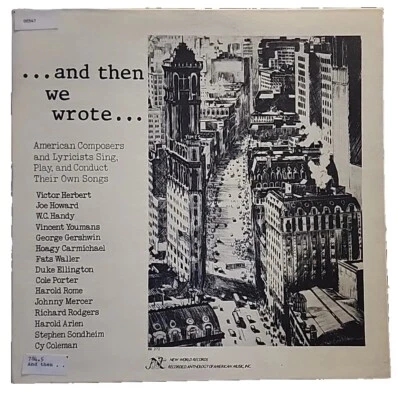 ...and then
we
wrote...
American Composers
and Lyricists Sing,
Play, and Conduct
Their Own Songs
Victor Herbert
Joe Howard
W.C. Handy
Vincent Youmans
George Gershwin
Hoagy Carmichael
Fats Waller
Duke Ellington
Cole Porter
Harold Rome
Johnny Mercer
Richard Rodgers
Harold Arlen
Stephen Sondheim
Cy Coleman
NEW WORLD RECORDS
RECORDED ANTHOLOGY OF AMERICAN MUSIC, INC.
and then..